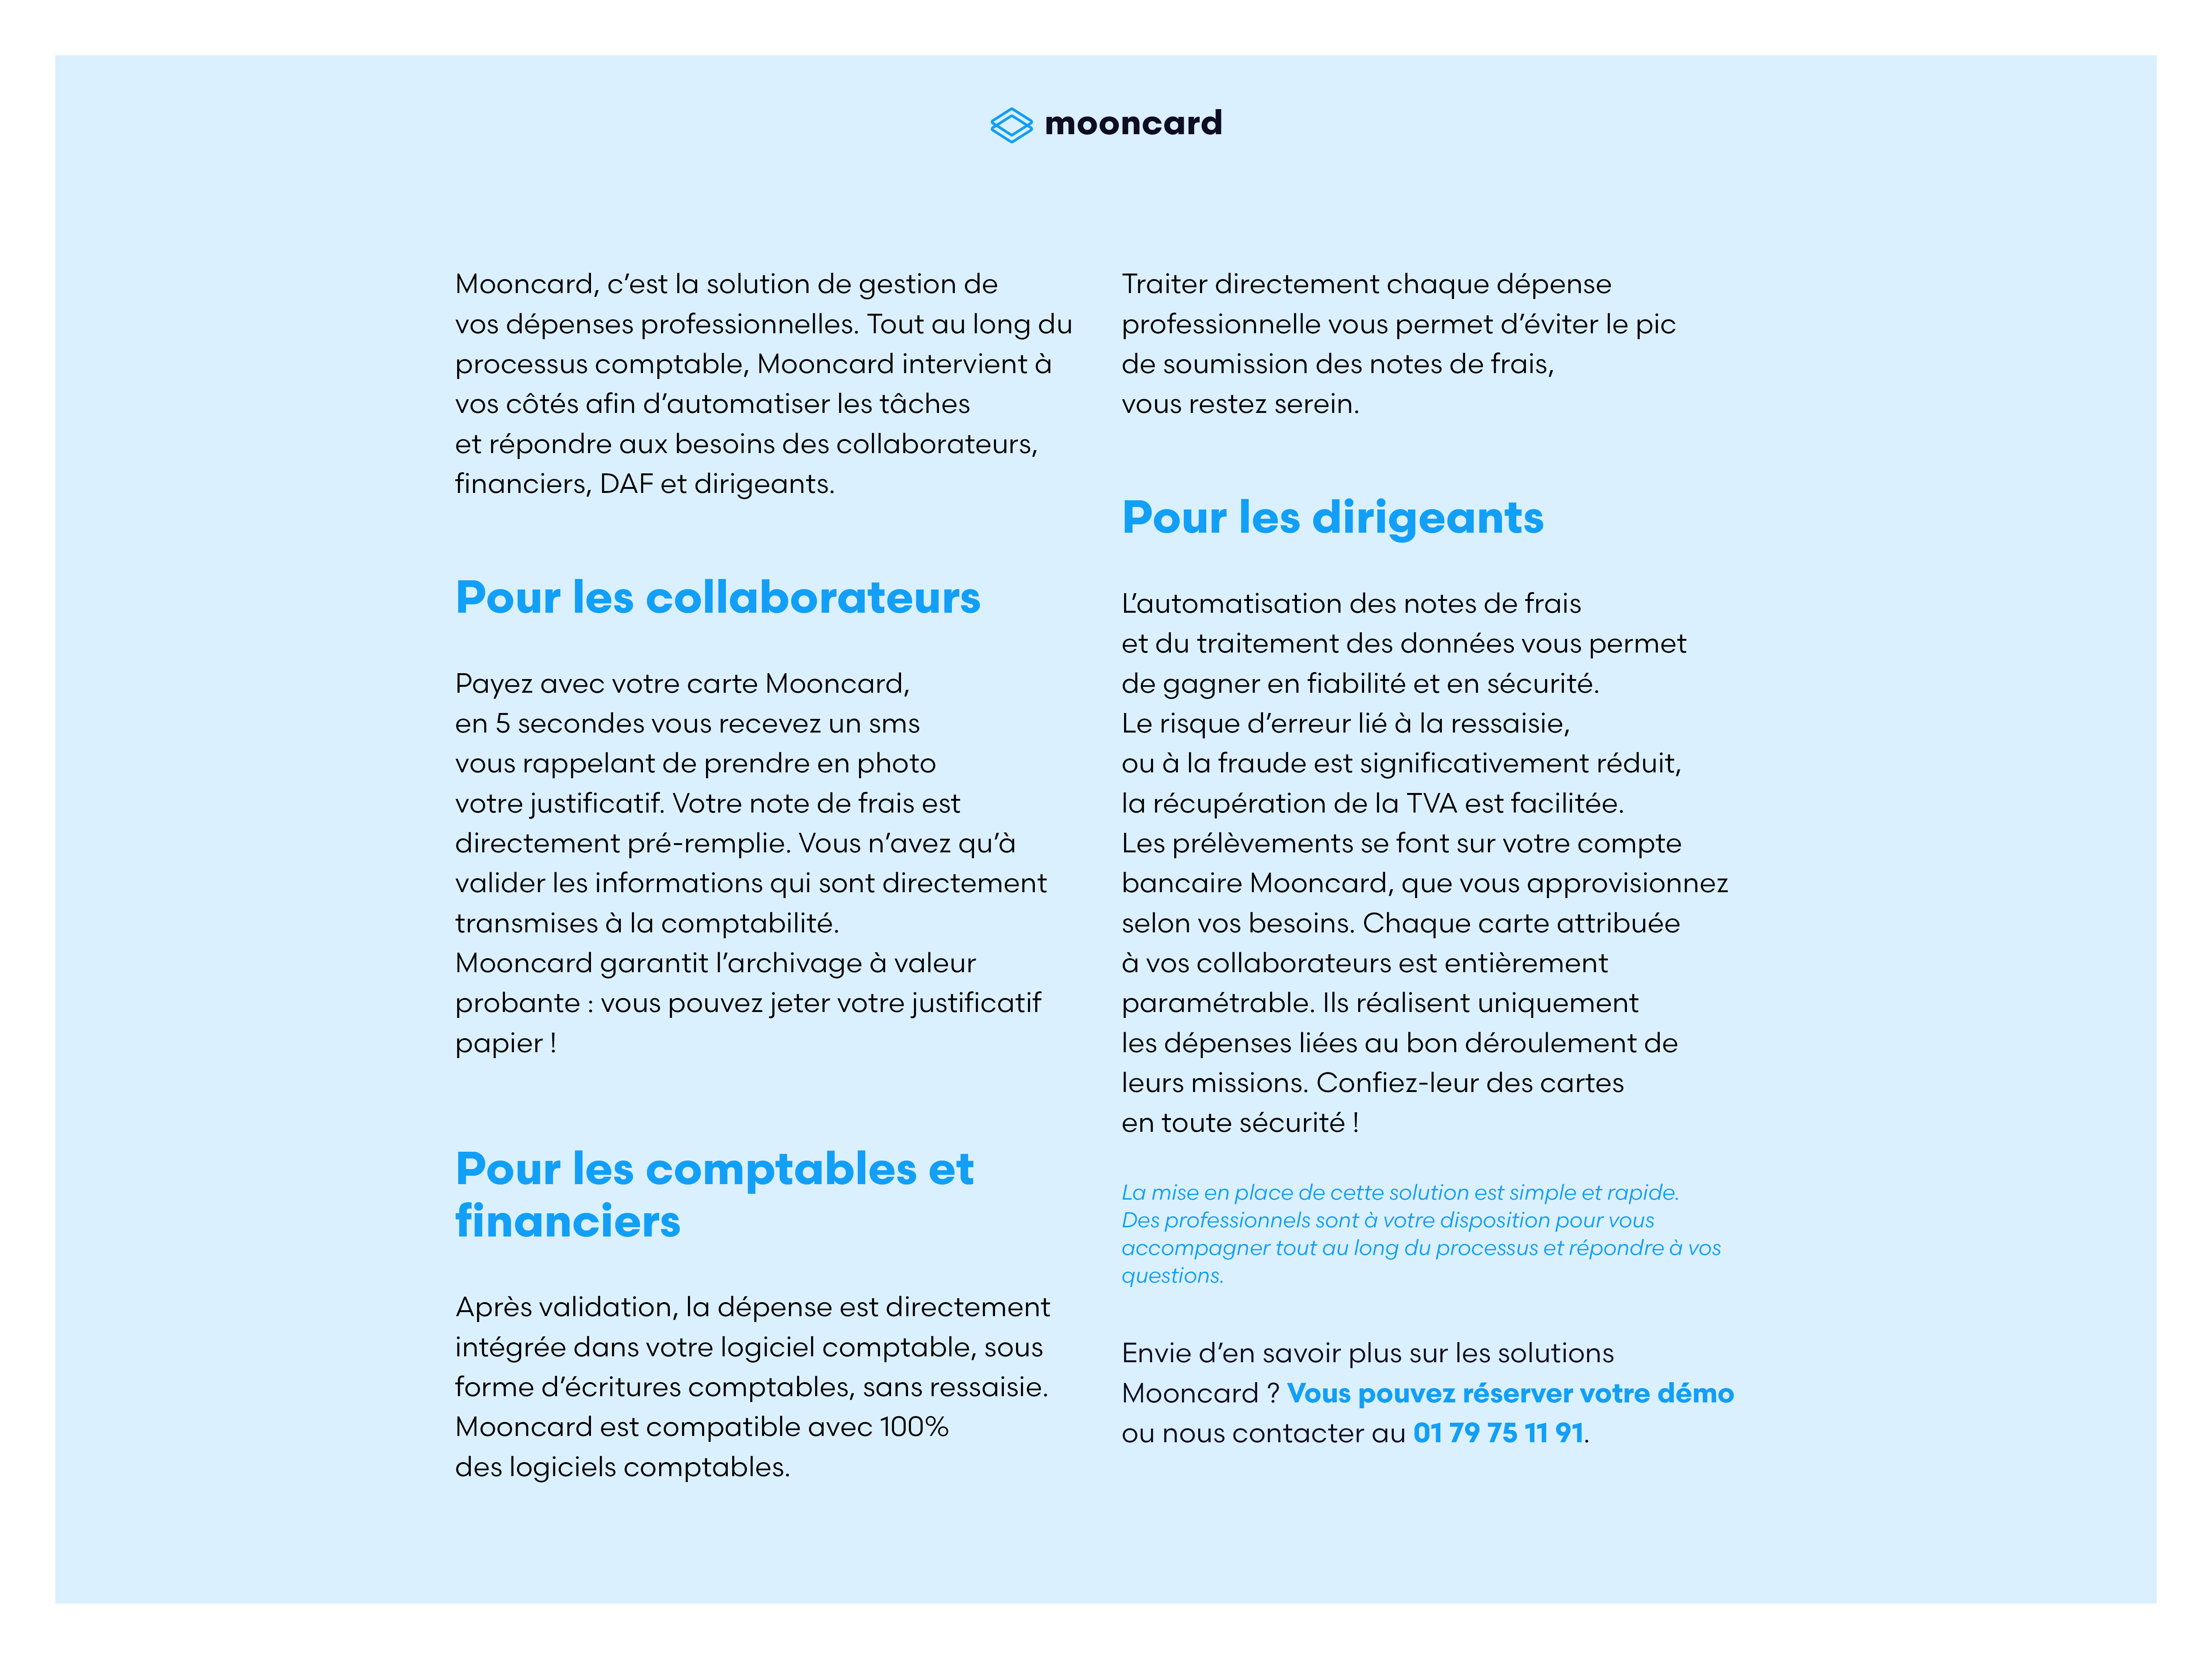 mooncard
Mooncard, c’est la solution de gestion de
vos dépenses professionnelles. Tout au long du
processus comptable, Mooncard intervient à
vos côtés afin d’automatiser les tâches
et répondre aux besoins des collaborateurs,
financiers, DAF et dirigeants.
Pour les collaborateurs
Payez avec votre carte Mooncard,
en 5 secondes vous recevez un sms
vous rappelant de prendre en photo
votre justificatif. Votre note de frais est
directement pré-remplie. Vous n’avez qu’à
valider les informations qui sont directement
transmises à la comptabilité.
Mooncard garantit l’archivage à valeur
probante : vous pouvez jeter votre justificatif
papier !
Pour les comptables et
financiers
Après validation, la dépense est directement
intégrée dans votre logiciel comptable, sous
forme d’écritures comptables, sans ressaisie.
Mooncard est compatible avec 100%
des logiciels comptables.
Traiter directement chaque dépense
professionnelle vous permet d’éviter le pic
de soumission des notes de frais,
vous restez serein.
Pour les dirigeants
L’automatisation des notes de frais
et du traitement des données vous permet
de gagner en fiabilité et en sécurité.
Le risque d’erreur lié à la ressaisie,
ou à la fraude est significativement réduit,
la récupération de la TVA est facilitée.
Les prélèvements se font sur votre compte
bancaire Mooncard, que vous approvisionnez
selon vos besoins. Chaque carte attribuée
à vos collaborateurs est entièrement
paramétrable. Ils réalisent uniquement
les dépenses liées au bon déroulement de
leurs missions. Confiez-leur des cartes
en toute sécurité !
La mise en place de cette solution est simple et rapide.
Des professionnels sont à votre disposition pour vous
accompagner tout au long du processus et répondre à vos
questions.
Envie d’en savoir plus sur les solutions
Mooncard ? Vous pouvez réserver votre démo
ou nous contacter au 01 79 75 11 91.